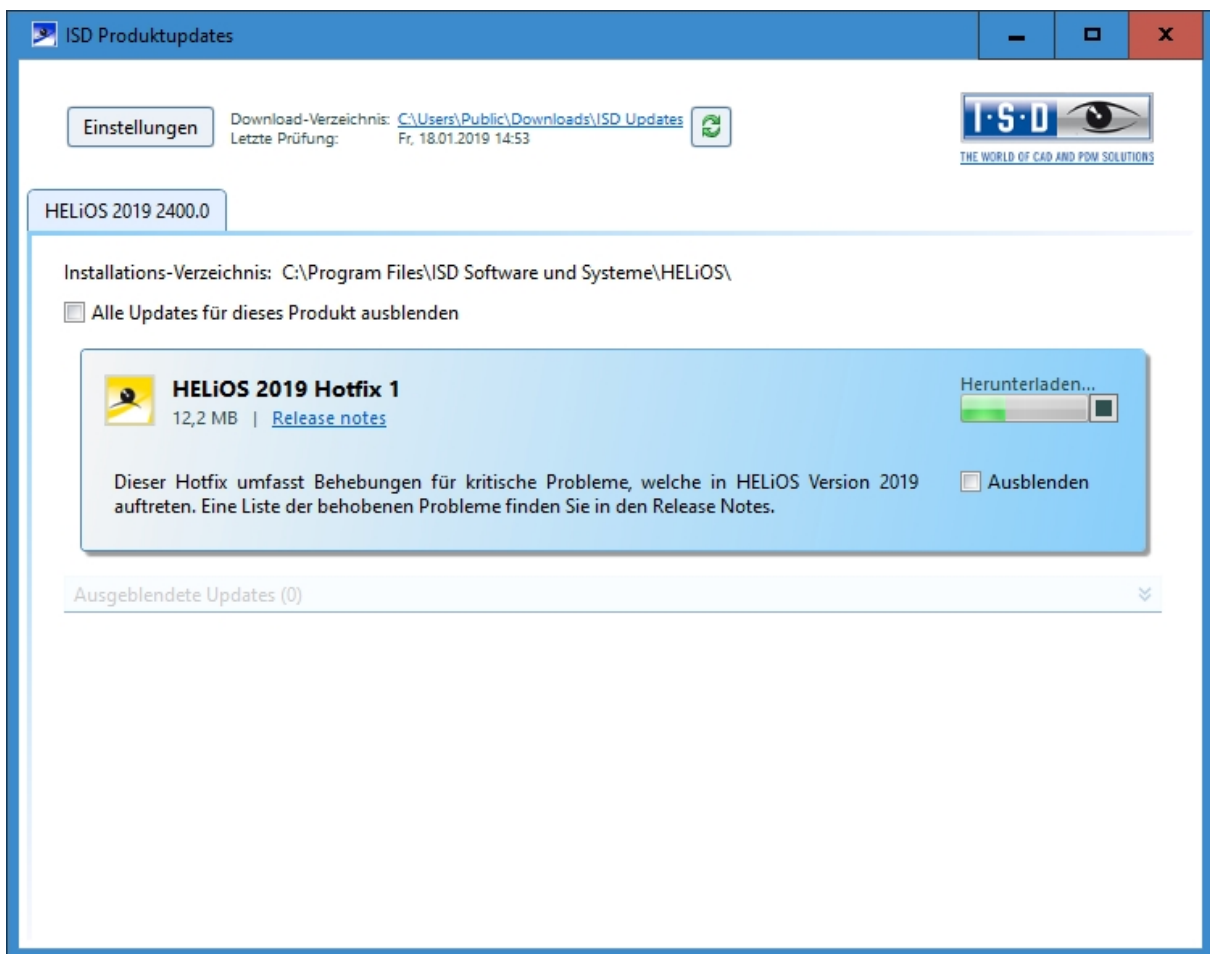 ISD Produktupdates
Einstellungen
Download-Verzeichnis: C:\Users\Public\Downloads\ISD Updates
Letzte Prüfung: Fr, 18.01.2019 14:53
I·S·D
THE WORLD OF CAD AND PDM SOLUTIONS
HELiOS 2019 2400.0
Installations-Verzeichnis: C:\Program Files\ISD Software und Systeme\HELiOS\
Alle Updates für dieses Produkt ausblenden
HELiOS 2019 Hotfix 1
12,2 MB | Release notes
Herunterladen...
Dieser Hotfix umfasst Behebungen für kritische Probleme, welche in HELiOS Version 2019
auftreten. Eine Liste der behobenen Probleme finden Sie in den Release Notes.
Ausblenden
Ausgeblendete Updates (0)